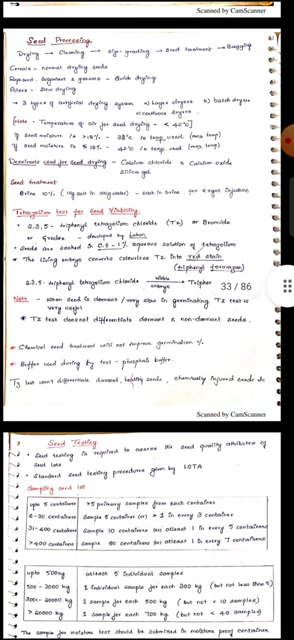 Scanned by CamScanner
Seed Processing
Drying → Cleaning → size-grading → Seed treatment → Bagging
Cereals - normal drying seeds
Rapeseed, & - Quick drying
Pulses - Slow drying
→ 3 types of artificial drying system a) Layer dryers b) batch dryers
c) continuous dryers.
[Note - Temperature of air for seed drying - < 40°C]
If seed moisture is >18% - 32°C is temp. used (max temp)
If seed moisture is ≤ 18% - 42°C is temp used (max temp)
Desiccants used for seed drying - Calcium chloride & Calcium oxide
Silica gel
Seed treatment
Brine 10% (10g salt in 100g water) - soak in brine for ergot
Tetrazolium test for Seed Viability.
• 2,3,5 - triphenyl tetrazolium chloride (TZ) or Bromide
or - developed by Lakon
• Seeds are soaked in 0.5 - 1% aqueous solution of tetrazolium
• The living embryo converts colourless TZ into red stain
(triphenyl formazan)
2,3,5 - triphenyl tetrazolium chloride viable embryo → Triphen
33 / 86
Note - when seed is dormant / very slow in germinating TZ test is
very useful
* TZ test does not differentiate dormant & non-dormant seeds.
* Chemical seed treatment will not improve germination %.
* Buffer used during TZ test - phosphate buffer.
TZ test won't differentiate diseased, healthy seeds, chemically injured seeds etc
Scanned by CamScanner
Seed Testing
• Seed testing is required to assess the seed quality attributes of
seed lots
• Standard seed testing procedures given by ISTA
Sampling seed lot
upto 5 containers >5 primary samples from each container
6-30 containers Sample 5 container (or) > 1 in every 3 container
31-400 containers Sample 10 containers (or) atleast 1 in every 5 containers
>400 containers Sample 80 containers (or) atleast 1 in every 7 containers
upto 500kg atleast 5 individual samples
500 - 3000 kg 1 individual sample for each 300 kg (but not less than 5)
3001- 20000 kg 1 sample for each 500 kg (but not < 10 samples)
> 20000 kg 1 sample for each 700 kg (but not < 40 samples)
The sample for moisture test should be submitted in moisture proof container